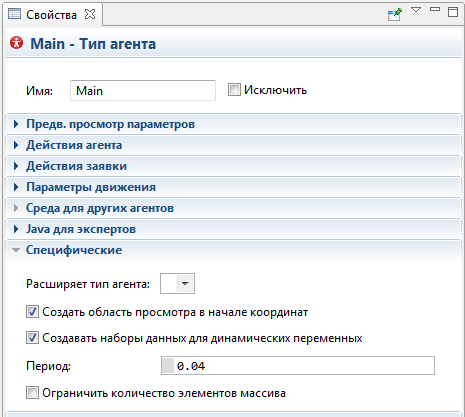 Свойства
Main - Тип агента
Имя: Main Исключить
Предв. просмотр параметров
Действия агента
Действия заявки
Параметры движения
Среда для других агентов
Java для экспертов
Специфические
Расширяет тип агента:
Создать область просмотра в начале координат
Создавать наборы данных для динамических переменных
Период: 0.04
Ограничить количество элементов массива